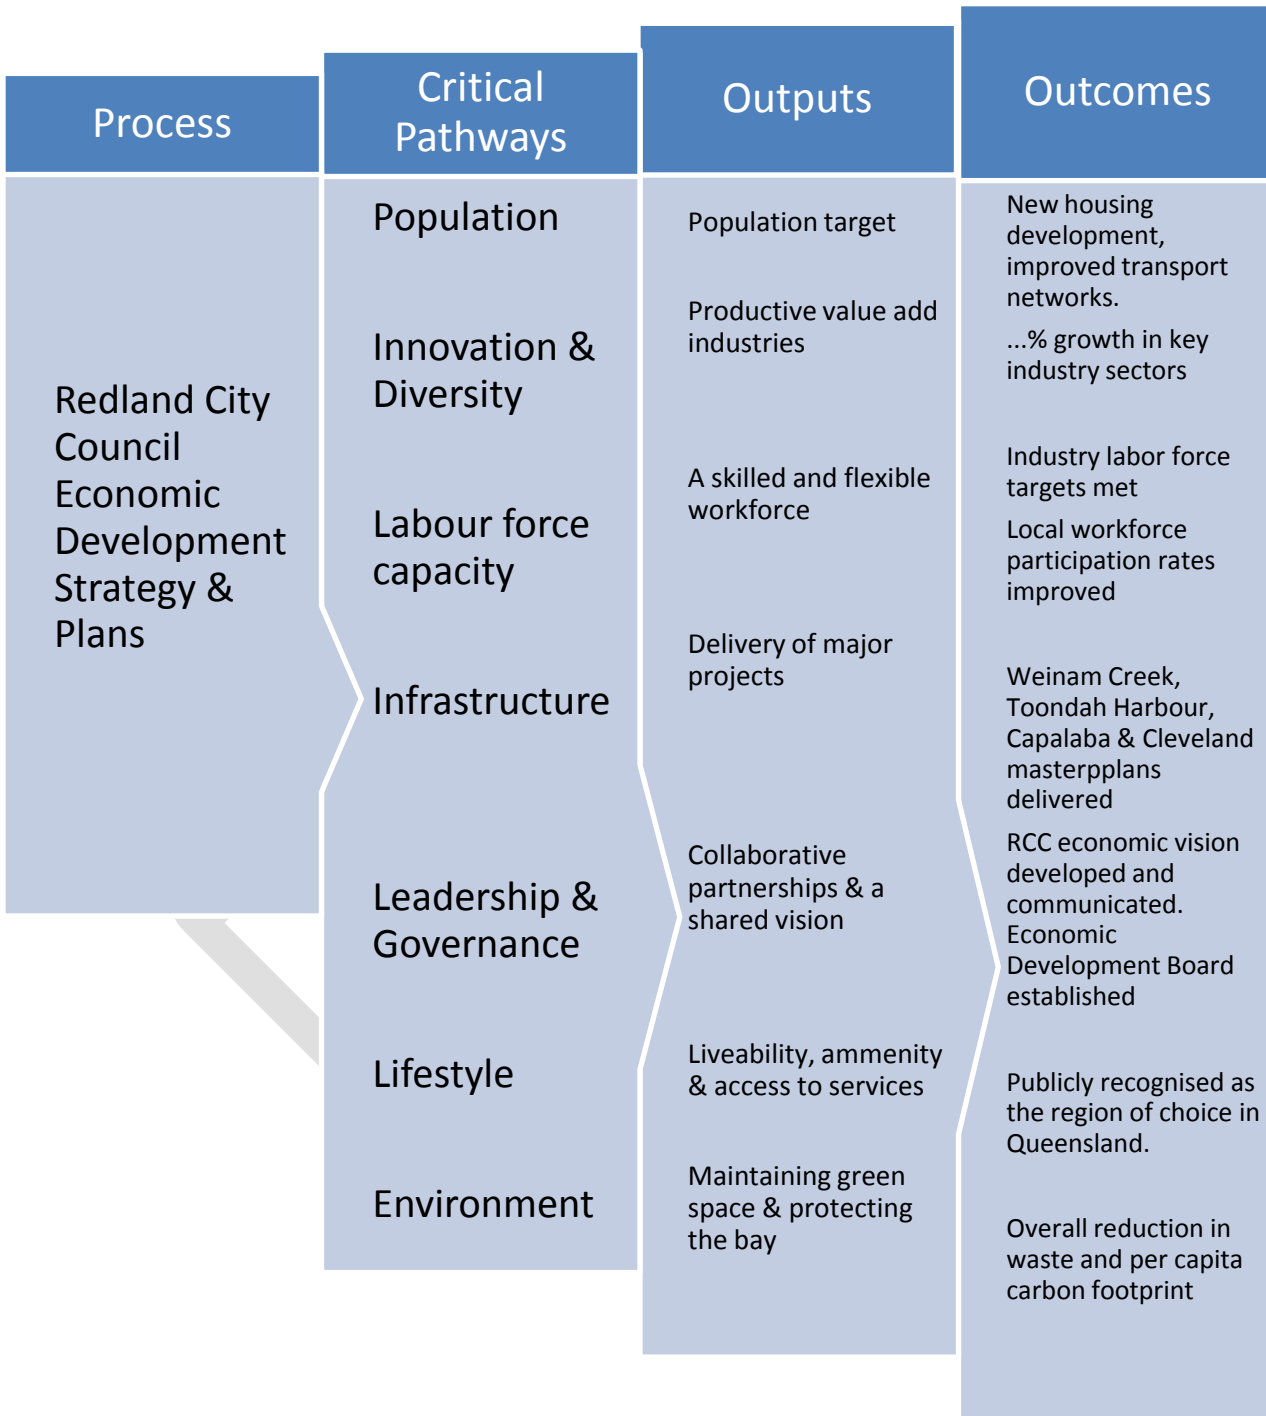 Process
Redland City
Council
Economic
Development
Strategy &
Plans
Critical
Pathways
Population
Innovation &
Diversity
Labour force
capacity
Infrastructure
Leadership &
Governance
Lifestyle
Environment
Outputs
Population target
Productive value add
industries
A skilled and flexible
workforce
Delivery of major
projects
Collaborative
partnerships & a
shared vision
Liveability, ammenity
& access to services
Maintaining green
space & protecting
the bay
Outcomes
New housing
development,
improved transport
networks.
...% growth in key
industry sectors
Industry labor force
targets met
Local workforce
participation rates
improved
Weinam Creek,
Toondah Harbour,
Capalaba & Cleveland
masterpplans
delivered
RCC economic vision
developed and
communicated.
Economic
Development Board
established
Publicly recognised as
the region of choice in
Queensland.
Overall reduction in
waste and per capita
carbon footprint